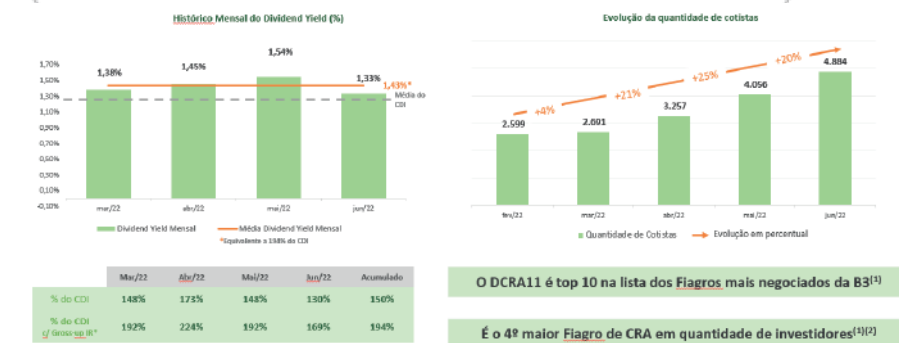 Histórico Mensal do Dividend Yield (%)
1,70%
1,50%
1,30%
1,10%
0,90%
0,70%
0,50%
0,30%
0,10%
-0,10%
1,38%
1,45%
1,54%
1,33%
1,43%*
Média do
CDI
mar/22
abr/22
mai/22
jun/22
Dividend Yield Mensal
Média Dividend Yield Mensal
*Equivalente a 194% do CDI
Mar/22 Abr/22 Mai/22 Jun/22 Acumulado
% do CDI 148% 173% 148% 130% 150%
% do CDI
c/ Gross-up IR* 192% 224% 192% 169% 194%
Evolução da quantidade de cotistas
2.599
+4%
2.691
+21%
3.257
+25%
4.056
+20%
4.884
fev/22
mar/22
abr/22
mai/22
jun/22
Quantidade de Cotistas
Evolução em percentual
O DCRA11 é top 10 na lista dos Fiagros mais negociados da B3(1)
É o 4º maior Fiagro de CRA em quantidade de investidores(1)(2)